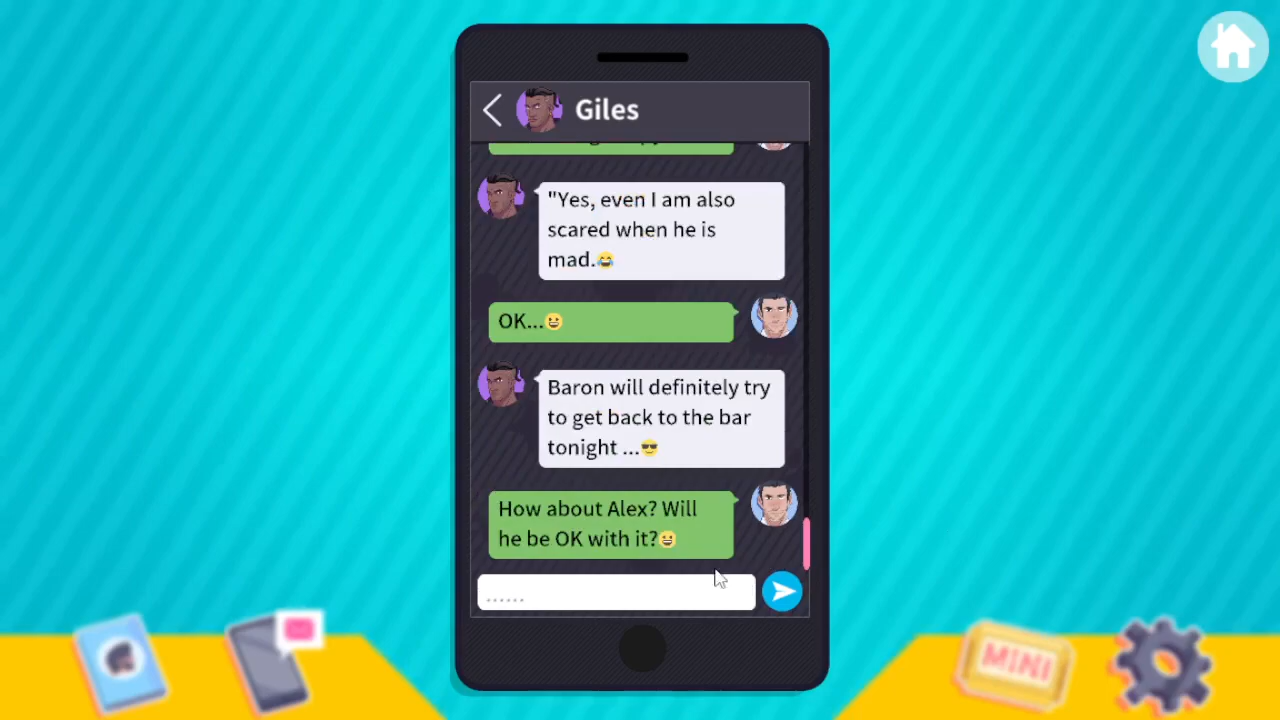 Giles
"Yes, even I am also
scared when he is
mad.😂
OK...😀
Baron will definitely try
to get back to the bar
tonight ...😎
How about Alex? Will
he be OK with it?😀
......
MINI